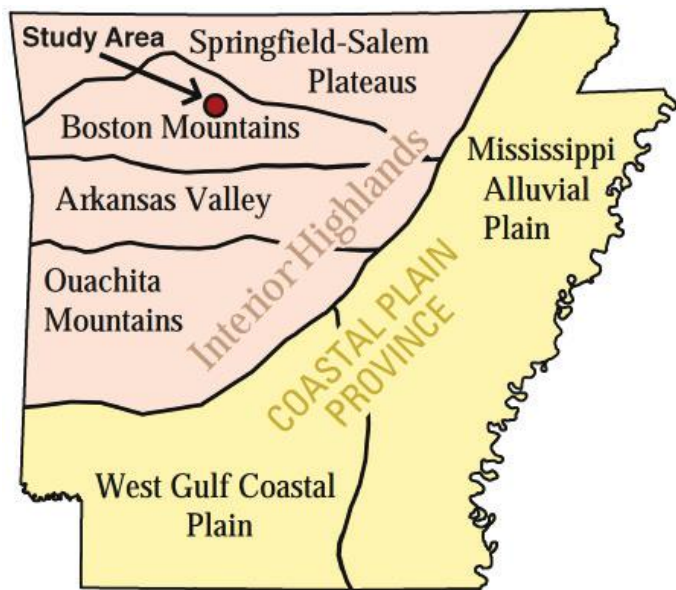 Study Area
Springfield-Salem
Plateaus
Boston Mountains
Arkansas Valley
Ouachita
Mountains
Interior Highlands
Mississippi
Alluvial
Plain
COASTAL PLAIN
PROVINCE
West Gulf Coastal
Plain